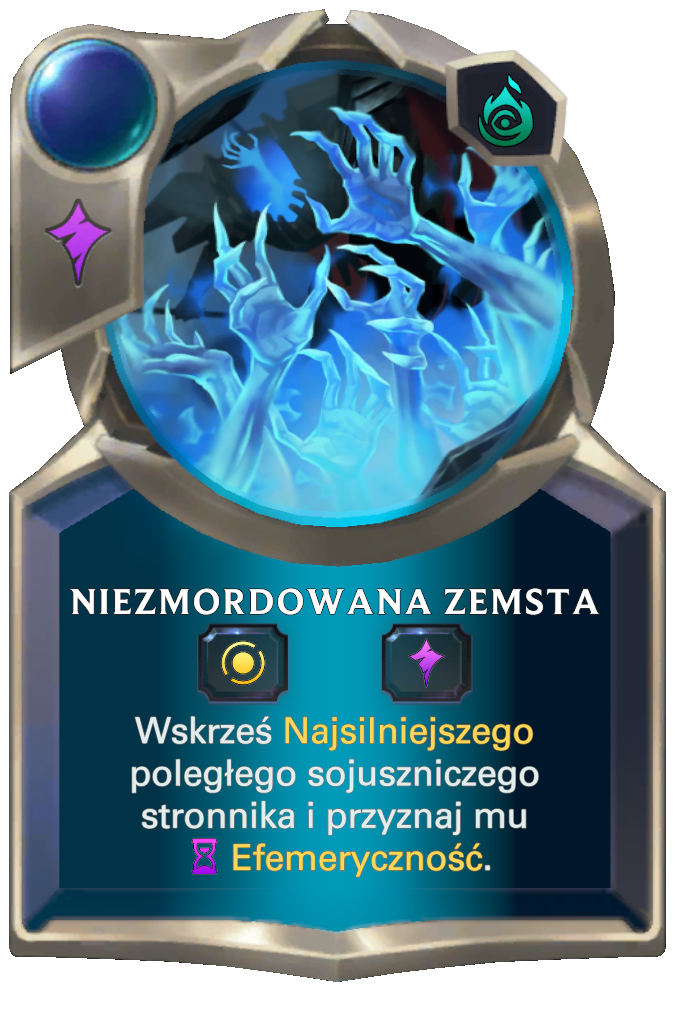 NIEZMORDOWANA ZEMSTA
Wskrześ Najsilniejszego
poległego sojuszniczego
stronnika i przyznaj mu
Efemeryczność.